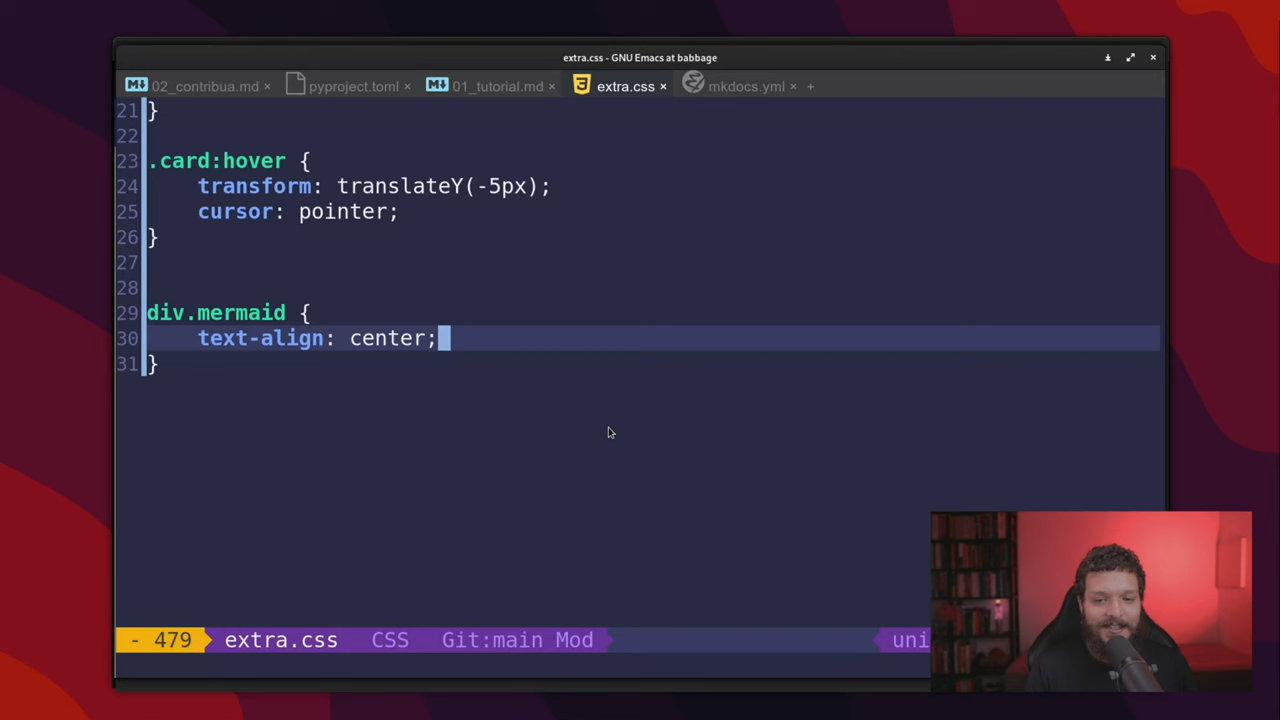 extra.css - GNU Emacs at babbage
02_contribua.md × pyproject.toml × 01_tutorial.md × extra.css × mkdocs.yml × +
21 }
22
23 .card:hover {
24 transform: translateY(-5px);
25 cursor: pointer;
26 }
27
28
29 div.mermaid {
30 text-align: center;
31 }
- 479 extra.css CSS Git:main Mod uni